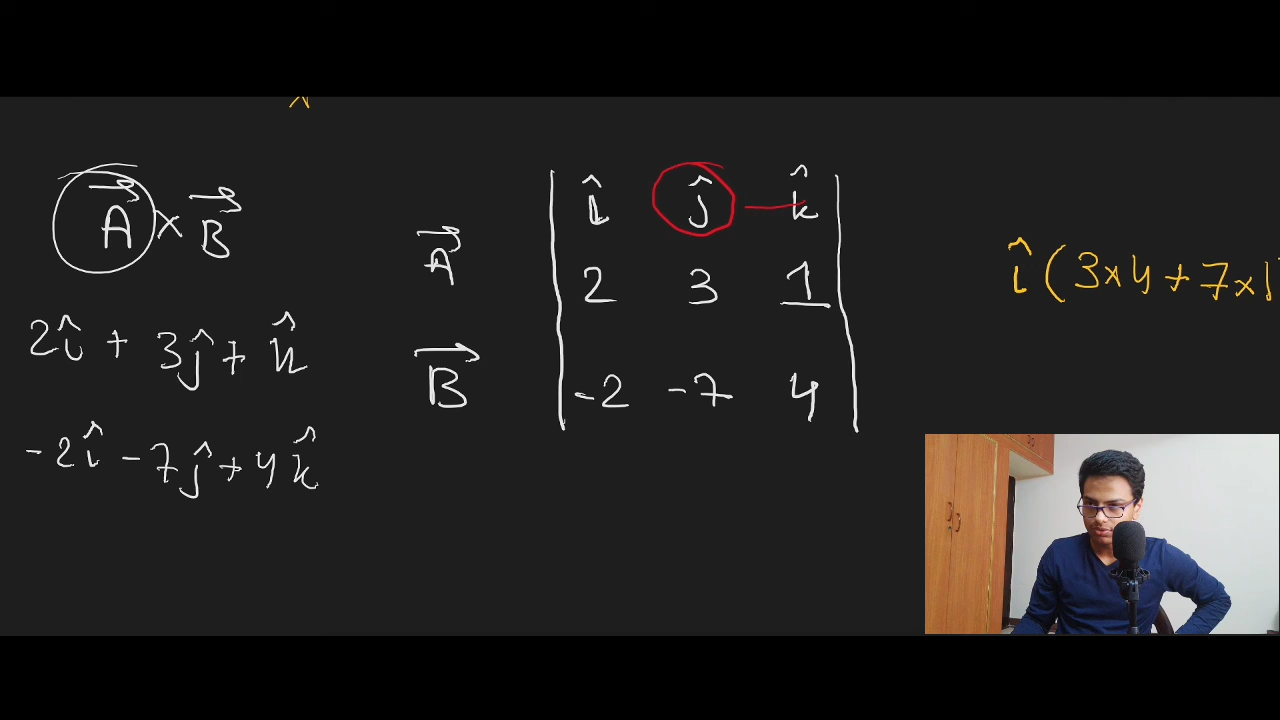 A⃗ × B⃗
2î + 3ĵ + k̂
-2î - 7ĵ + 4k̂
A⃗
B⃗
î ĵ k̂
2 3 1
-2 -7 4
î (3×4 + 7×1